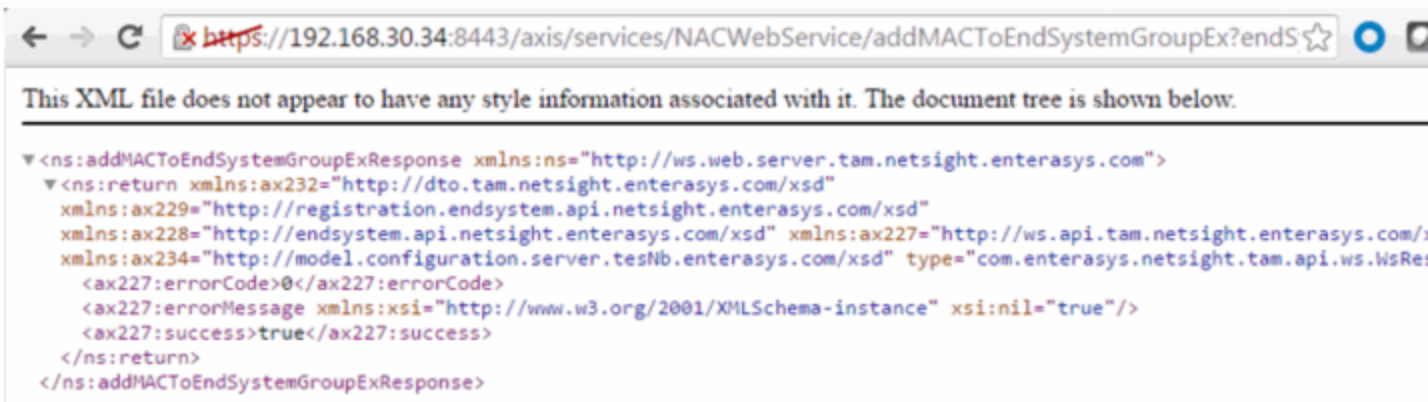 https://192.168.30.34:8443/axis/services/NACWebService/addMACToEndSystemGroupEx?endS
This XML file does not appear to have any style information associated with it. The document tree is shown below.
▼<ns:addMACToEndSystemGroupExResponse xmlns:ns="http://ws.web.server.tam.netsight.enterasys.com">
▼<ns:return xmlns:ax232="http://dto.tam.netsight.enterasys.com/xsd"
xmlns:ax229="http://registration.endsystem.api.netsight.enterasys.com/xsd"
xmlns:ax228="http://endsystem.api.netsight.enterasys.com/xsd" xmlns:ax227="http://ws.api.tam.netsight.enterasys.com/
xmlns:ax234="http://model.configuration.server.tesNb.enterasys.com/xsd" type="com.enterasys.netsight.tam.api.ws.WsRes
<ax227:errorCode>0</ax227:errorCode>
<ax227:errorMessage xmlns:xsi="http://www.w3.org/2001/XMLSchema-instance" xsi:nil="true"/>
<ax227:success>true</ax227:success>
</ns:return>
</ns:addMACToEndSystemGroupExResponse>